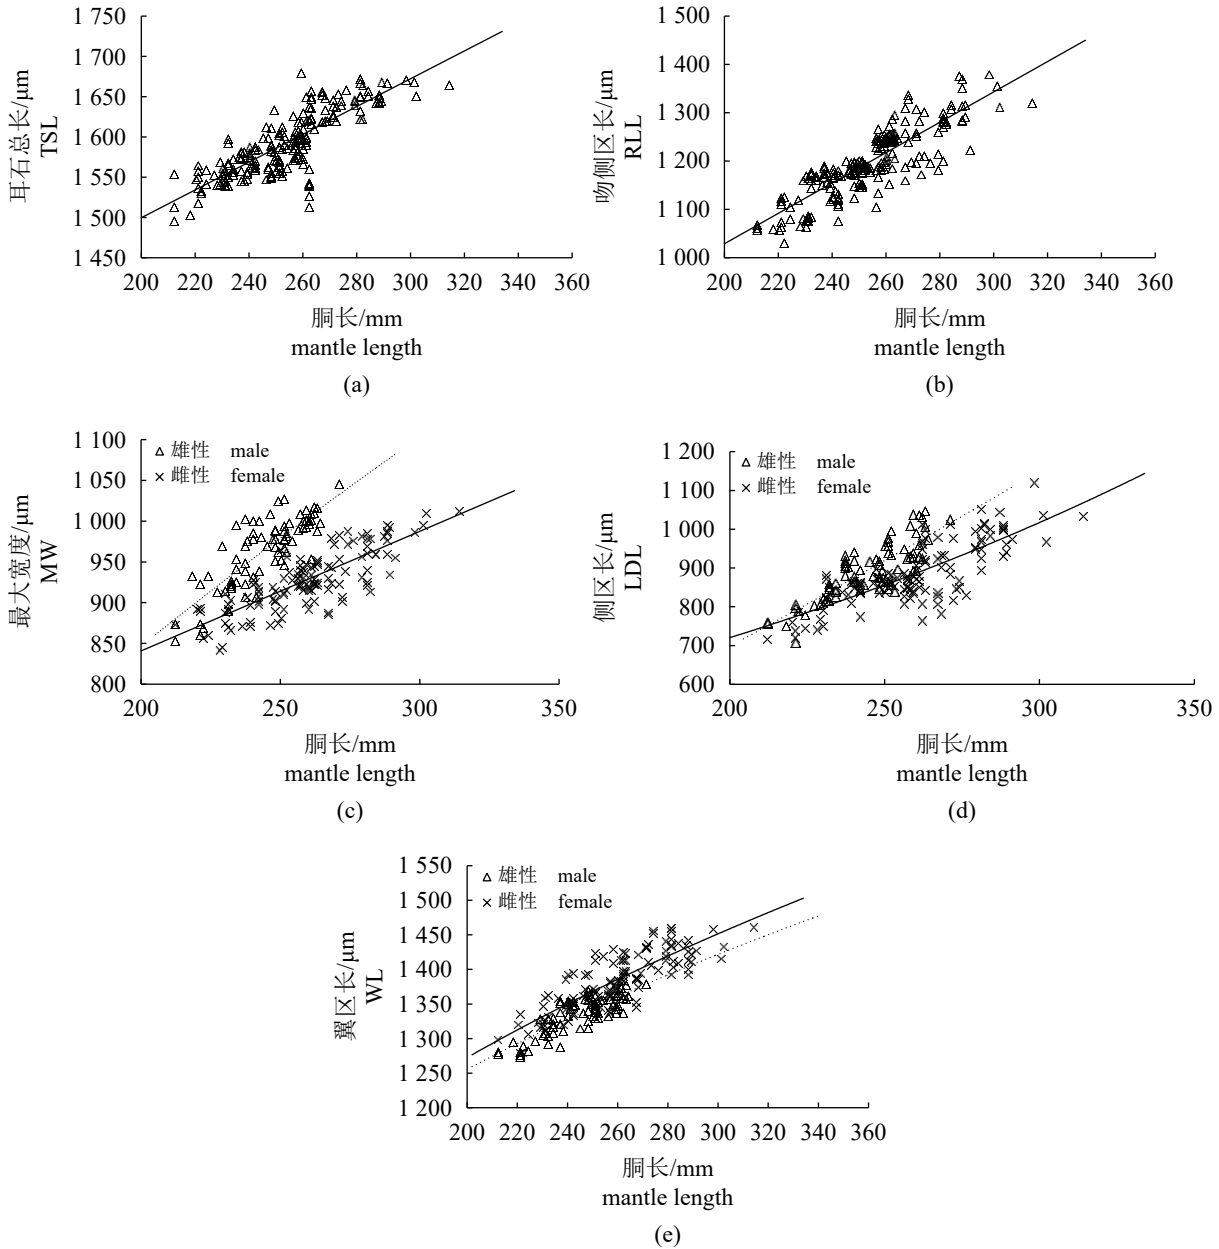 1 750
1 700
1 650
1 600
1 550
1 500
1 450
耳石总长/μm
TSL
200 220 240 260 280 300 320 340 360
胴长/mm
mantle length
(a)
1 500
1 400
1 300
1 200
1 100
1 000
吻侧区长/μm
RLL
200 220 240 260 280 300 320 340 360
胴长/mm
mantle length
(b)
1 100
1 050
1 000
950
900
850
800
最大宽度/μm
MW
雄性 male
雌性 female
200 250 300 350
胴长/mm
mantle length
(c)
1 200
1 100
1 000
900
800
700
600
侧区长/μm
LDL
雄性 male
雌性 female
200 250 300 350
胴长/mm
mantle length
(d)
1 550
1 500
1 450
1 400
1 350
1 300
1 250
1 200
翼区长/μm
WL
雄性 male
雌性 female
200 220 240 260 280 300 320 340 360
胴长/mm
mantle length
(e)